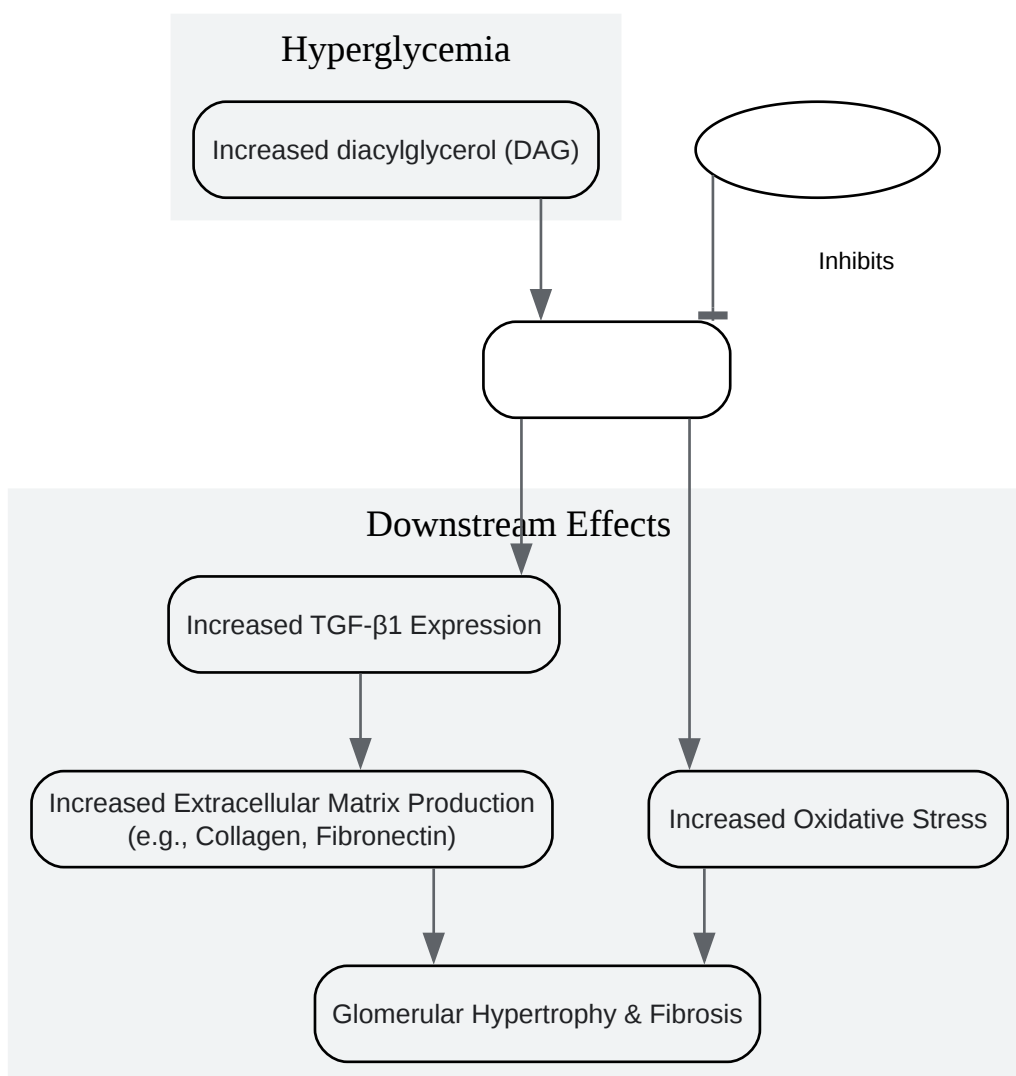 Hyperglycemia
Increased diacylglycerol (DAG)
Inhibits
Downstream Effects
Increased TGF-β1 Expression
Increased Extracellular Matrix Production
(e.g., Collagen, Fibronectin)
Increased Oxidative Stress
Glomerular Hypertrophy & Fibrosis